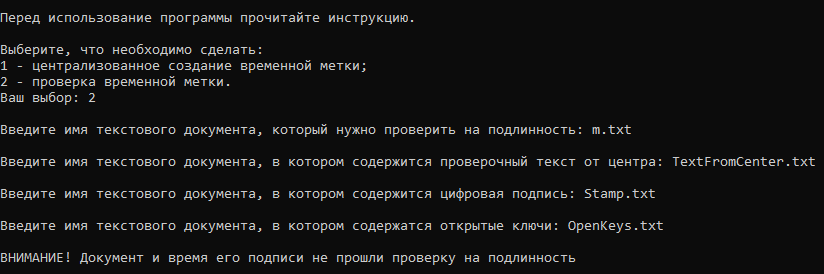 Перед использование программы прочитайте инструкцию.
Выберите, что необходимо сделать:
1 - централизованное создание временной метки;
2 - проверка временной метки.
Ваш выбор: 2
Введите имя текстового документа, который нужно проверить на подлинность: m.txt
Введите имя текстового документа, в котором содержится проверочный текст от центра: TextFromCenter.txt
Введите имя текстового документа, в котором содержится цифровая подпись: Stamp.txt
Введите имя текстового документа, в котором содержатся открытые ключи: OpenKeys.txt
ВНИМАНИЕ! Документ и время его подписи не прошли проверку на подлинность